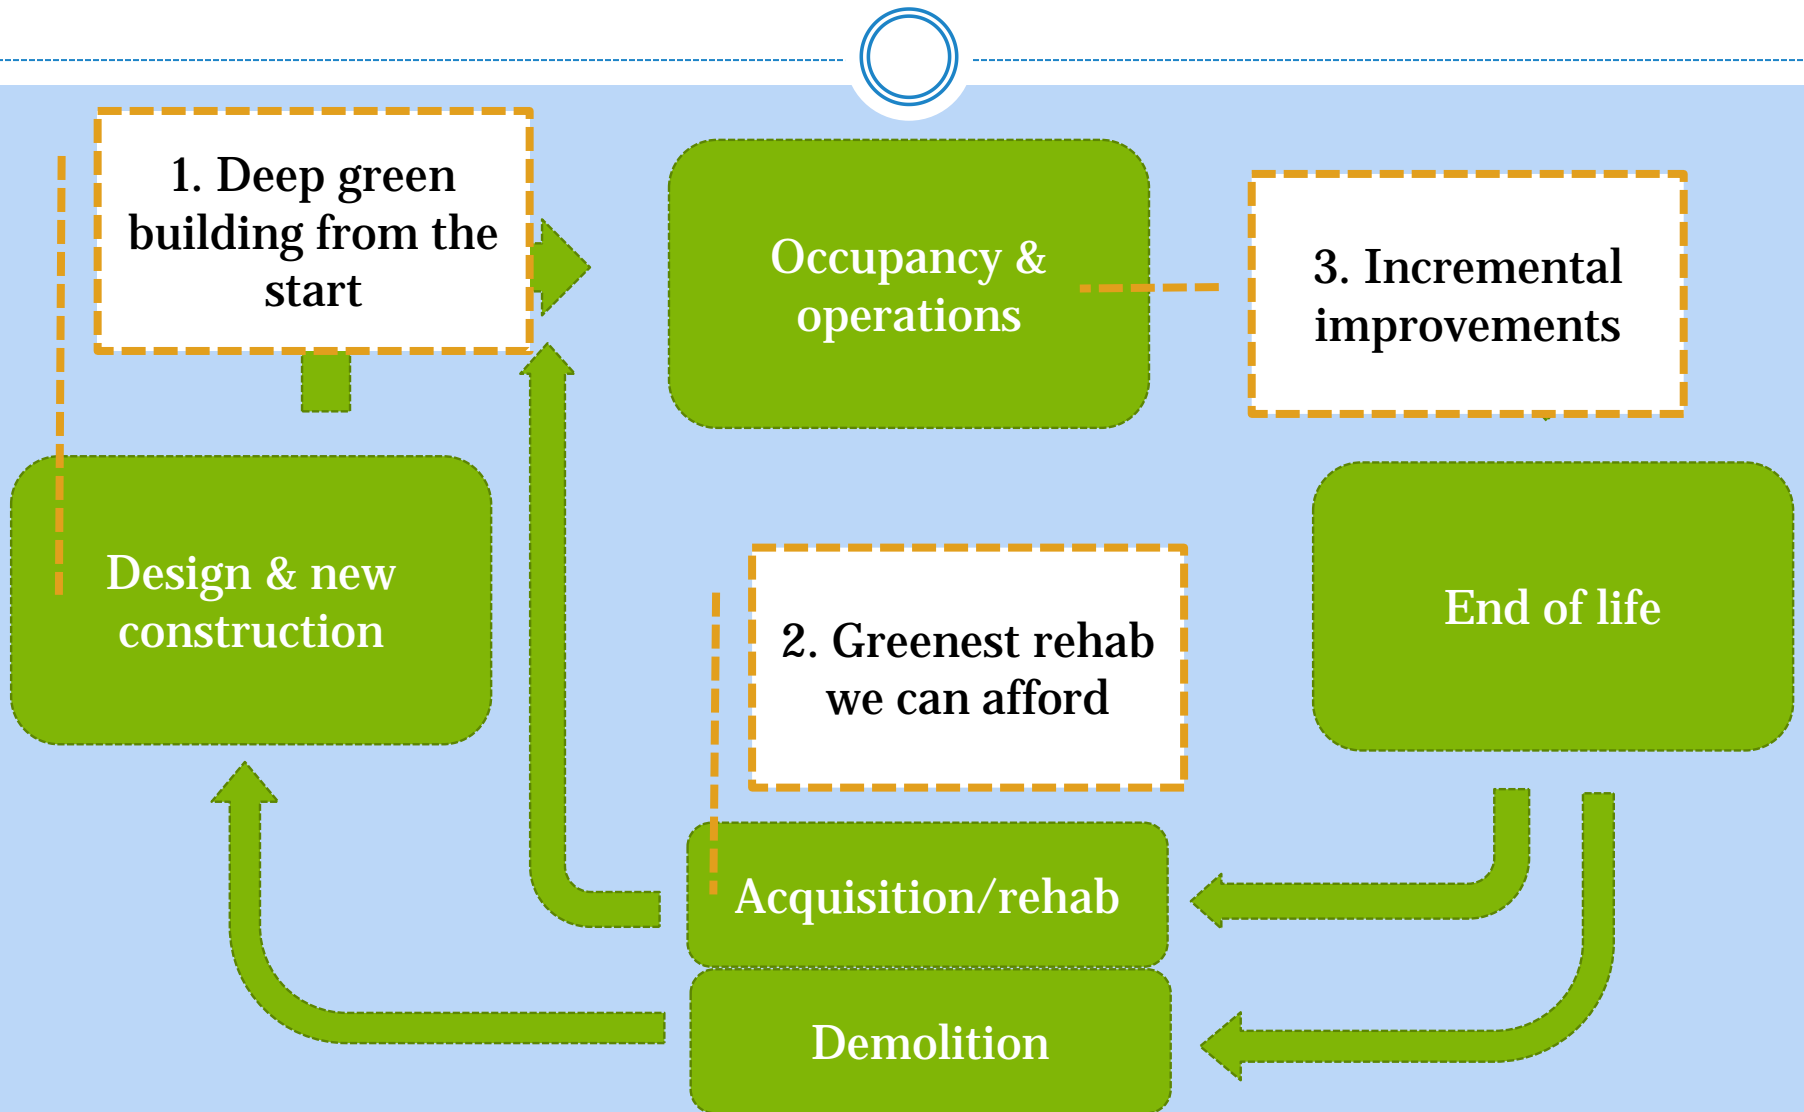 1. Deep green
building from the
start
Occupancy &
operations
3. Incremental
improvements
Design & new
construction
2. Greenest rehab
we can afford
End of life
Acquisition/rehab
Demolition